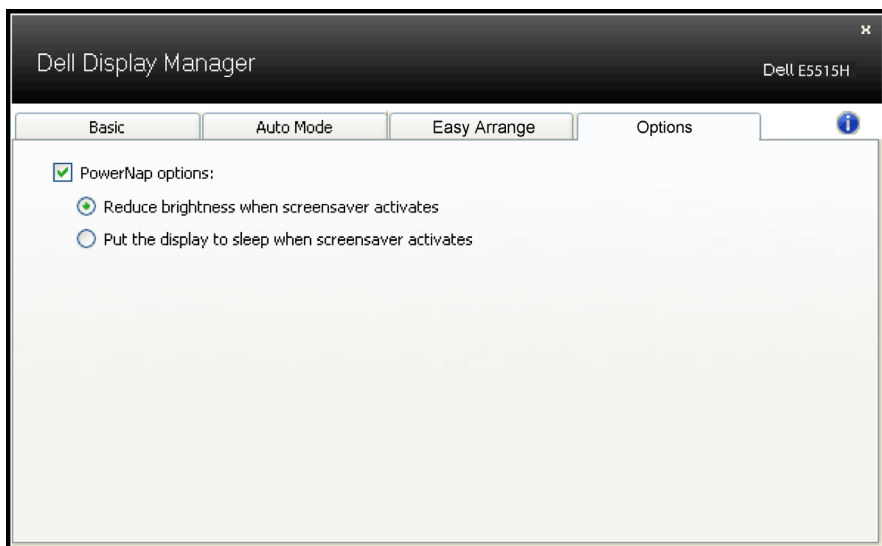 Dell Display Manager
Dell E5515H
Basic
Auto Mode
Easy Arrange
Options
PowerNap options:
Reduce brightness when screensaver activates
Put the display to sleep when screensaver activates